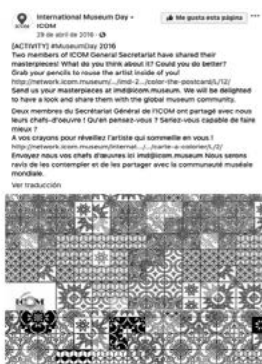 International Museum Day -
ICOM
Me gusta esta página
29 de abril de 2016 ·
[ACTIVITY] #MuseumDay 2016
Two members of ICOM General Secretariat have shared their
masterpieces! What do you think about it? Could you do better?
Grab your pencils to rouse the artist inside of you!
http://network.icom.museum/.../imd-2.../color-the-postcard/L/12/
Send us your masterpieces at imd@icom.museum. We will be delighted
to have a look and share them with the global museum community.
Deux membres du Secrétariat Général de l'ICOM ont partagé avec nous
leurs chefs-d'oeuvre ! Qu'en pensez-vous ? Seriez-vous capable de faire
mieux ?
A vos crayons pour réveiller l'artiste qui sommeille en vous !
http://network.icom.museum/internat.../.../carte-a-colorier/L/2/
Envoyez nous vos chefs d'œuvres ici imd@icom.museum Nous serons
ravis de les contempler et de les partager avec la communauté muséale
mondiale.
Ver traducción
ICOM